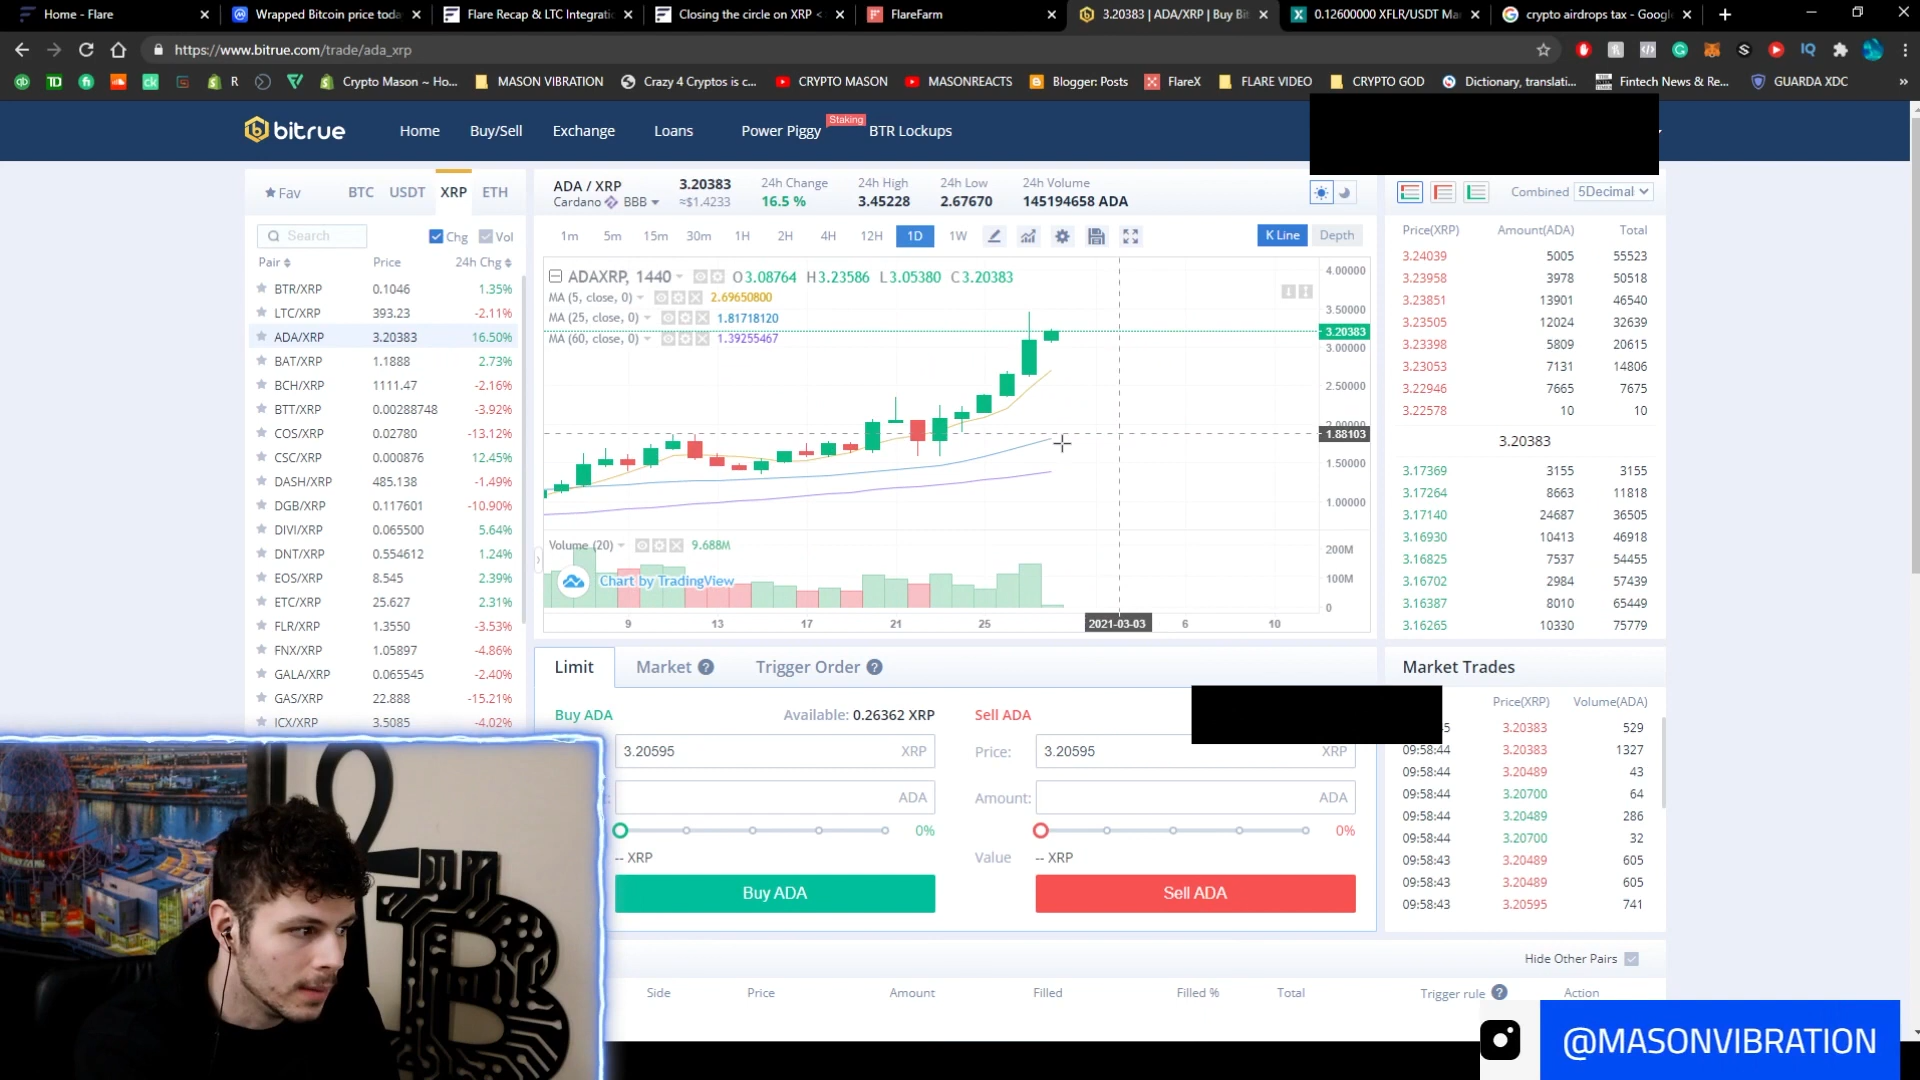 Home - Flare
Wrapped Bitcoin price toda
Flare Recap & LTC Integrati
Closing the circle on XRP <
FlareFarm
3.20383 | ADA/XRP | Buy Bi
0.12600000 XFLR/USDT Ma
crypto airdrops tax - Googl
https://www.bitrue.com/trade/ada_xrp
R
Crypto Mason ~ Ho...
MASON VIBRATION
Crazy 4 Cryptos is c...
CRYPTO MASON
MASONREACTS
Blogger: Posts
FlareX
FLARE VIDEO
CRYPTO GOD
Dictionary, translati...
Fintech News & Re...
GUARDA XDC
bitrue
Home
Buy/Sell
Exchange
Loans
Power Piggy
Staking
BTR Lockups
Fav BTC USDT XRP ETH
Search Chg Vol
Pair Price 24h Chg
BTR/XRP 0.1046 1.35%
LTC/XRP 393.23 -2.11%
ADA/XRP 3.20383 16.50%
BAT/XRP 1.1888 2.73%
BCH/XRP 1111.47 -2.16%
BTT/XRP 0.00288748 -3.92%
COS/XRP 0.02780 -13.12%
CSC/XRP 0.000876 12.45%
DASH/XRP 485.138 -1.49%
DGB/XRP 0.117601 -10.90%
DIVI/XRP 0.065500 5.64%
DNT/XRP 0.554612 1.24%
EOS/XRP 8.545 2.39%
ETC/XRP 25.627 2.31%
FLR/XRP 1.3550 -3.53%
FNX/XRP 1.05897 -4.86%
GALA/XRP 0.065545 -2.40%
GAS/XRP 22.888 -15.21%
ICX/XRP 3.5085 -4.02%
ADA / XRP 3.20383 24h Change 24h High 24h Low 24h Volume
Cardano BBB ≈$1.4233 16.5 % 3.45228 2.67670 145194658 ADA
1m 5m 15m 30m 1H 2H 4H 12H 1D 1W
K Line Depth
ADAXRP, 1440 O3.08764 H3.23586 L3.05380 C3.20383
MA (5, close, 0) 2.69650800
MA (25, close, 0) 1.81718120
MA (60, close, 0) 1.39255467
4.00000
3.50000
3.20383
3.00000
2.50000
2.00000
1.88103
1.50000
1.00000
Volume (20) 9.688M
200M
100M
0
Chart by TradingView
9 13 17 21 25 2021-03-03 6 10
Combined 5Decimal
Price(XRP) Amount(ADA) Total
3.24039 5005 55523
3.23958 3978 50518
3.23851 13901 46540
3.23505 12024 32639
3.23398 5809 20615
3.23053 7131 14806
3.22946 7665 7675
3.22578 10 10
3.20383
3.17369 3155 3155
3.17264 8663 11818
3.17140 24687 36505
3.16930 10413 46918
3.16825 7537 54455
3.16702 2984 57439
3.16387 8010 65449
3.16265 10330 75779
Limit Market Trigger Order
Buy ADA Available: 0.26362 XRP
3.20595 XRP
ADA
0%
-- XRP
Buy ADA
Sell ADA
Price: 3.20595 XRP
Amount: ADA
0%
Value -- XRP
Sell ADA
Market Trades
Price(XRP) Volume(ADA)
5 3.20383 529
09:58:44 3.20383 1327
09:58:44 3.20489 43
09:58:44 3.20700 64
09:58:44 3.20489 286
09:58:44 3.20700 32
09:58:43 3.20489 605
09:58:43 3.20489 605
09:58:43 3.20595 741
Hide Other Pairs
Side Price Amount Filled Filled % Total Trigger rule Action
@MASONVIBRATION